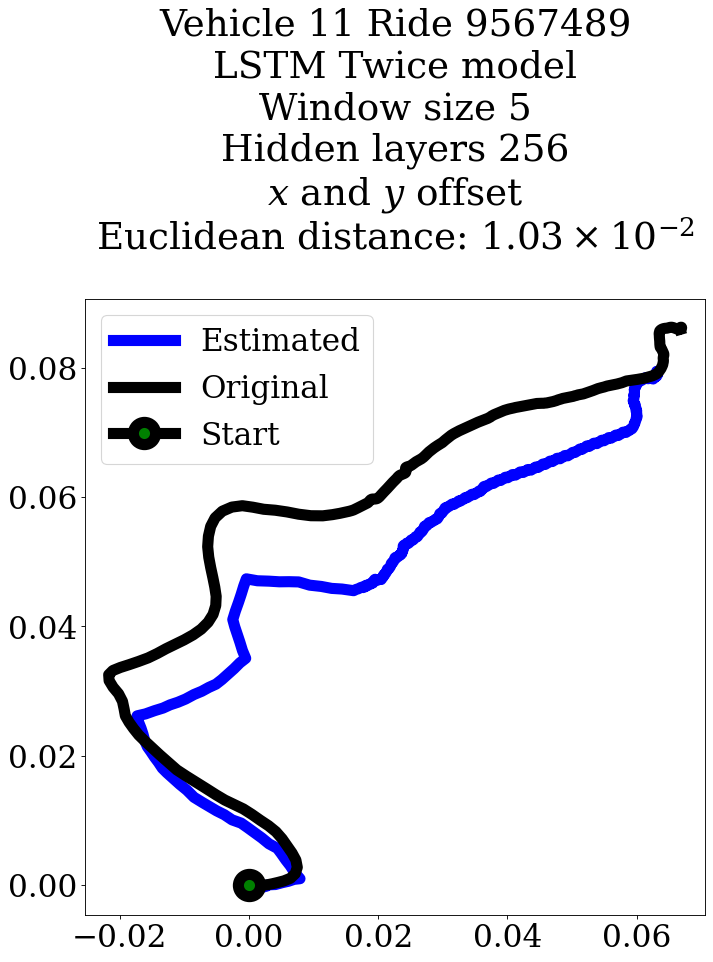 Vehicle 11 Ride 9567489
LSTM Twice model
Window size 5
Hidden layers 256
x and y offset
Euclidean distance: 1.03 × 10⁻²
Estimated
Original
Start
0.08
0.06
0.04
0.02
0.00
−0.02 0.00 0.02 0.04 0.06